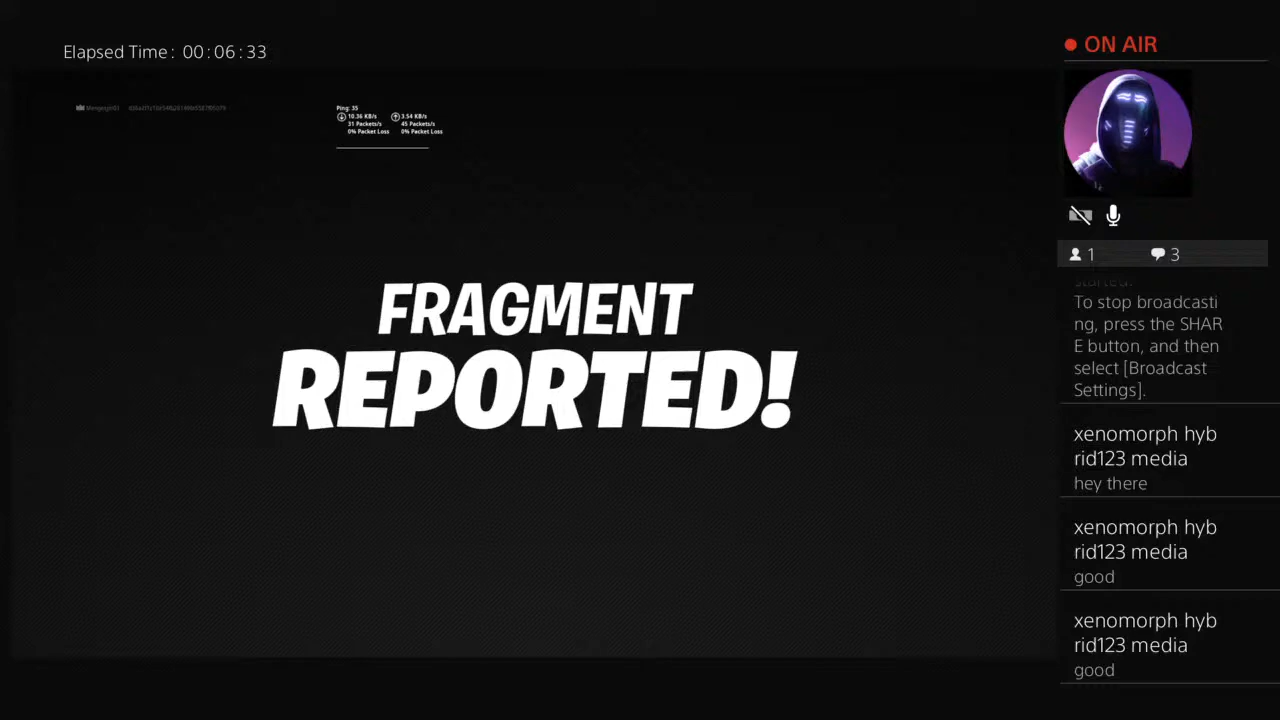 Elapsed Time: 00:06:33
Ping: 35
10.36 KB/s
3.54 KB/s
31 Packets/s
45 Packets/s
0% Packet Loss
0% Packet Loss
FRAGMENT
REPORTED!
ON AIR
1
3
started.
To stop broadcasti
ng, press the SHAR
E button, and then
select [Broadcast
Settings].
xenomorph hyb
rid123 media
hey there
xenomorph hyb
rid123 media
good
xenomorph hyb
rid123 media
good